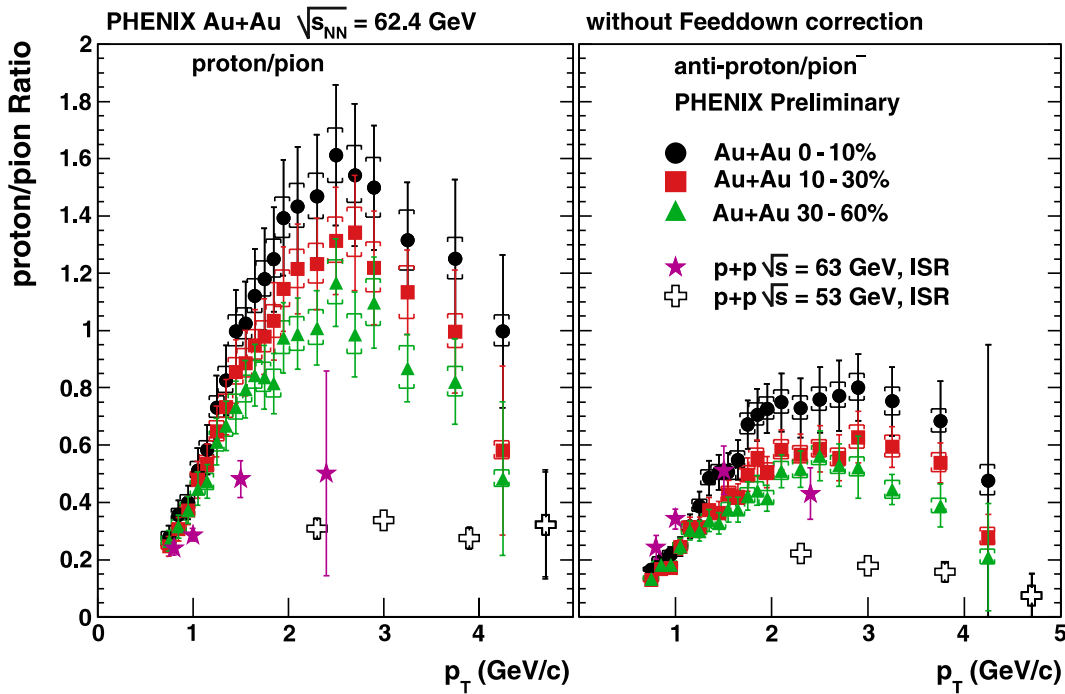 PHENIX Au+Au √sNN = 62.4 GeV
without Feeddown correction
proton/pion Ratio
2
1.8
1.6
1.4
1.2
1
0.8
0.6
0.4
0.2
0
proton/pion
anti-proton/pion⁻
PHENIX Preliminary
Au+Au 0 - 10%
Au+Au 10 - 30%
Au+Au 30 - 60%
p+p √s = 63 GeV, ISR
p+p √s = 53 GeV, ISR
0 1 2 3 4
1 2 3 4 5
pT (GeV/c)
pT (GeV/c)